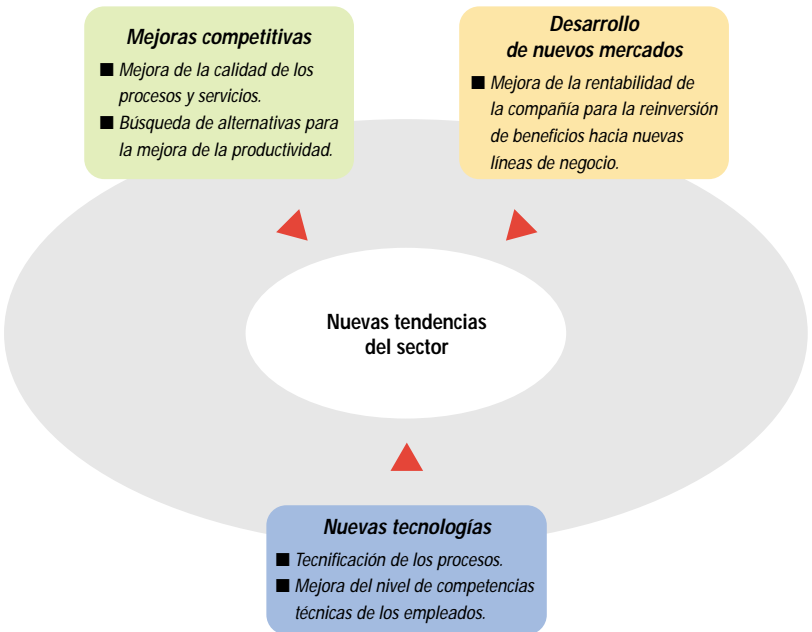 Mejoras competitivas
■ Mejora de la calidad de los
procesos y servicios.
■ Búsqueda de alternativas para
la mejora de la productividad.
Desarrollo
de nuevos mercados
■ Mejora de la rentabilidad de
la compañía para la reinversión
de beneficios hacia nuevas
líneas de negocio.
Nuevas tendencias
del sector
Nuevas tecnologías
■ Tecnificación de los procesos.
■ Mejora del nivel de competencias
técnicas de los empleados.